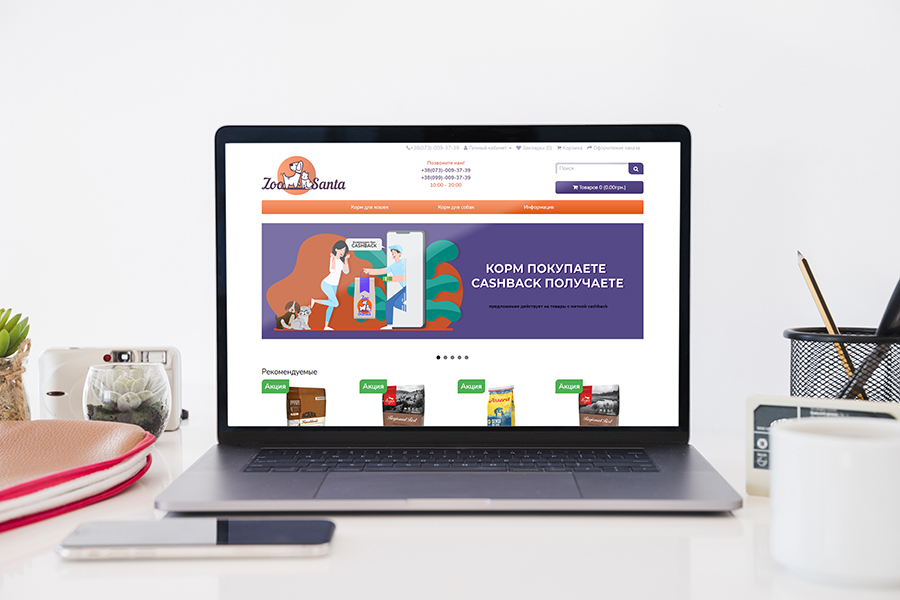 +38(073)-009-37-39 Личный кабинет Закладки (0) Корзина Оформление заказа
Zoo Santa
Позвоните нам!
+38(073)-009-37-39
+38(099)-009-37-39
10:00 - 20:00
Поиск
Товаров 0 (0.00грн.)
Корм для кошек Корм для собак Информация
CASHBACK
КОРМ ПОКУПАЕТЕ
CASHBACK ПОЛУЧАЕТЕ
предложение действует на товары с меткой cashback
Рекомендуемые
Акция Акция Акция Акция